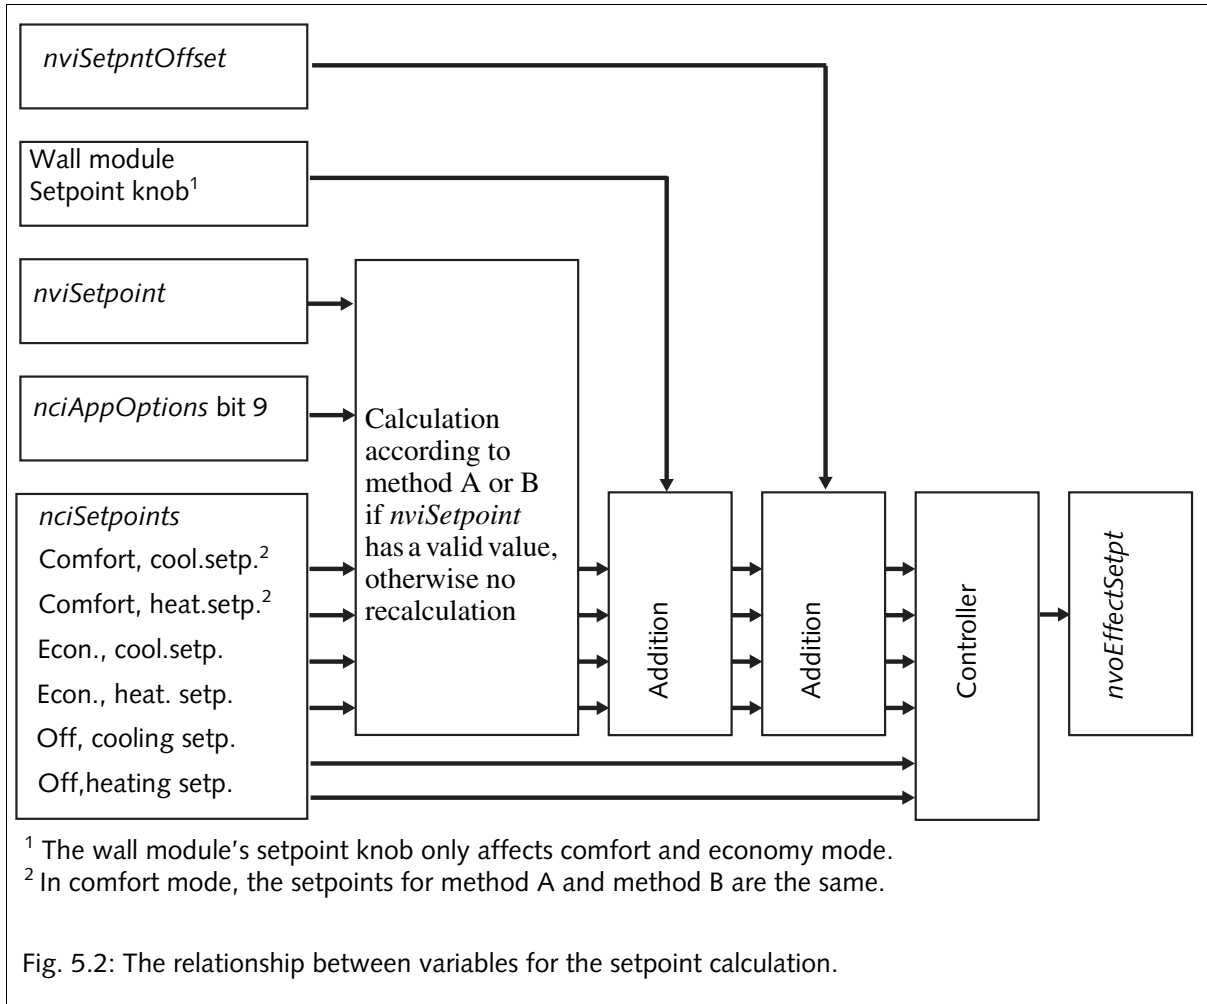 nviSetpntOffset
Wall module
Setpoint knob1
nviSetpoint
nciAppOptions bit 9
nciSetpoints
Comfort, cool.setp.2
Comfort, heat.setp.2
Econ., cool.setp.
Econ., heat. setp.
Off, cooling setp.
Off,heating setp.
Calculation
according to
method A or B
if nviSetpoint
has a valid value,
otherwise no
recalculation
Addition
Addition
Controller
nvoEffectSetpt
1 The wall module's setpoint knob only affects comfort and economy mode.
2 In comfort mode, the setpoints for method A and method B are the same.
Fig. 5.2: The relationship between variables for the setpoint calculation.